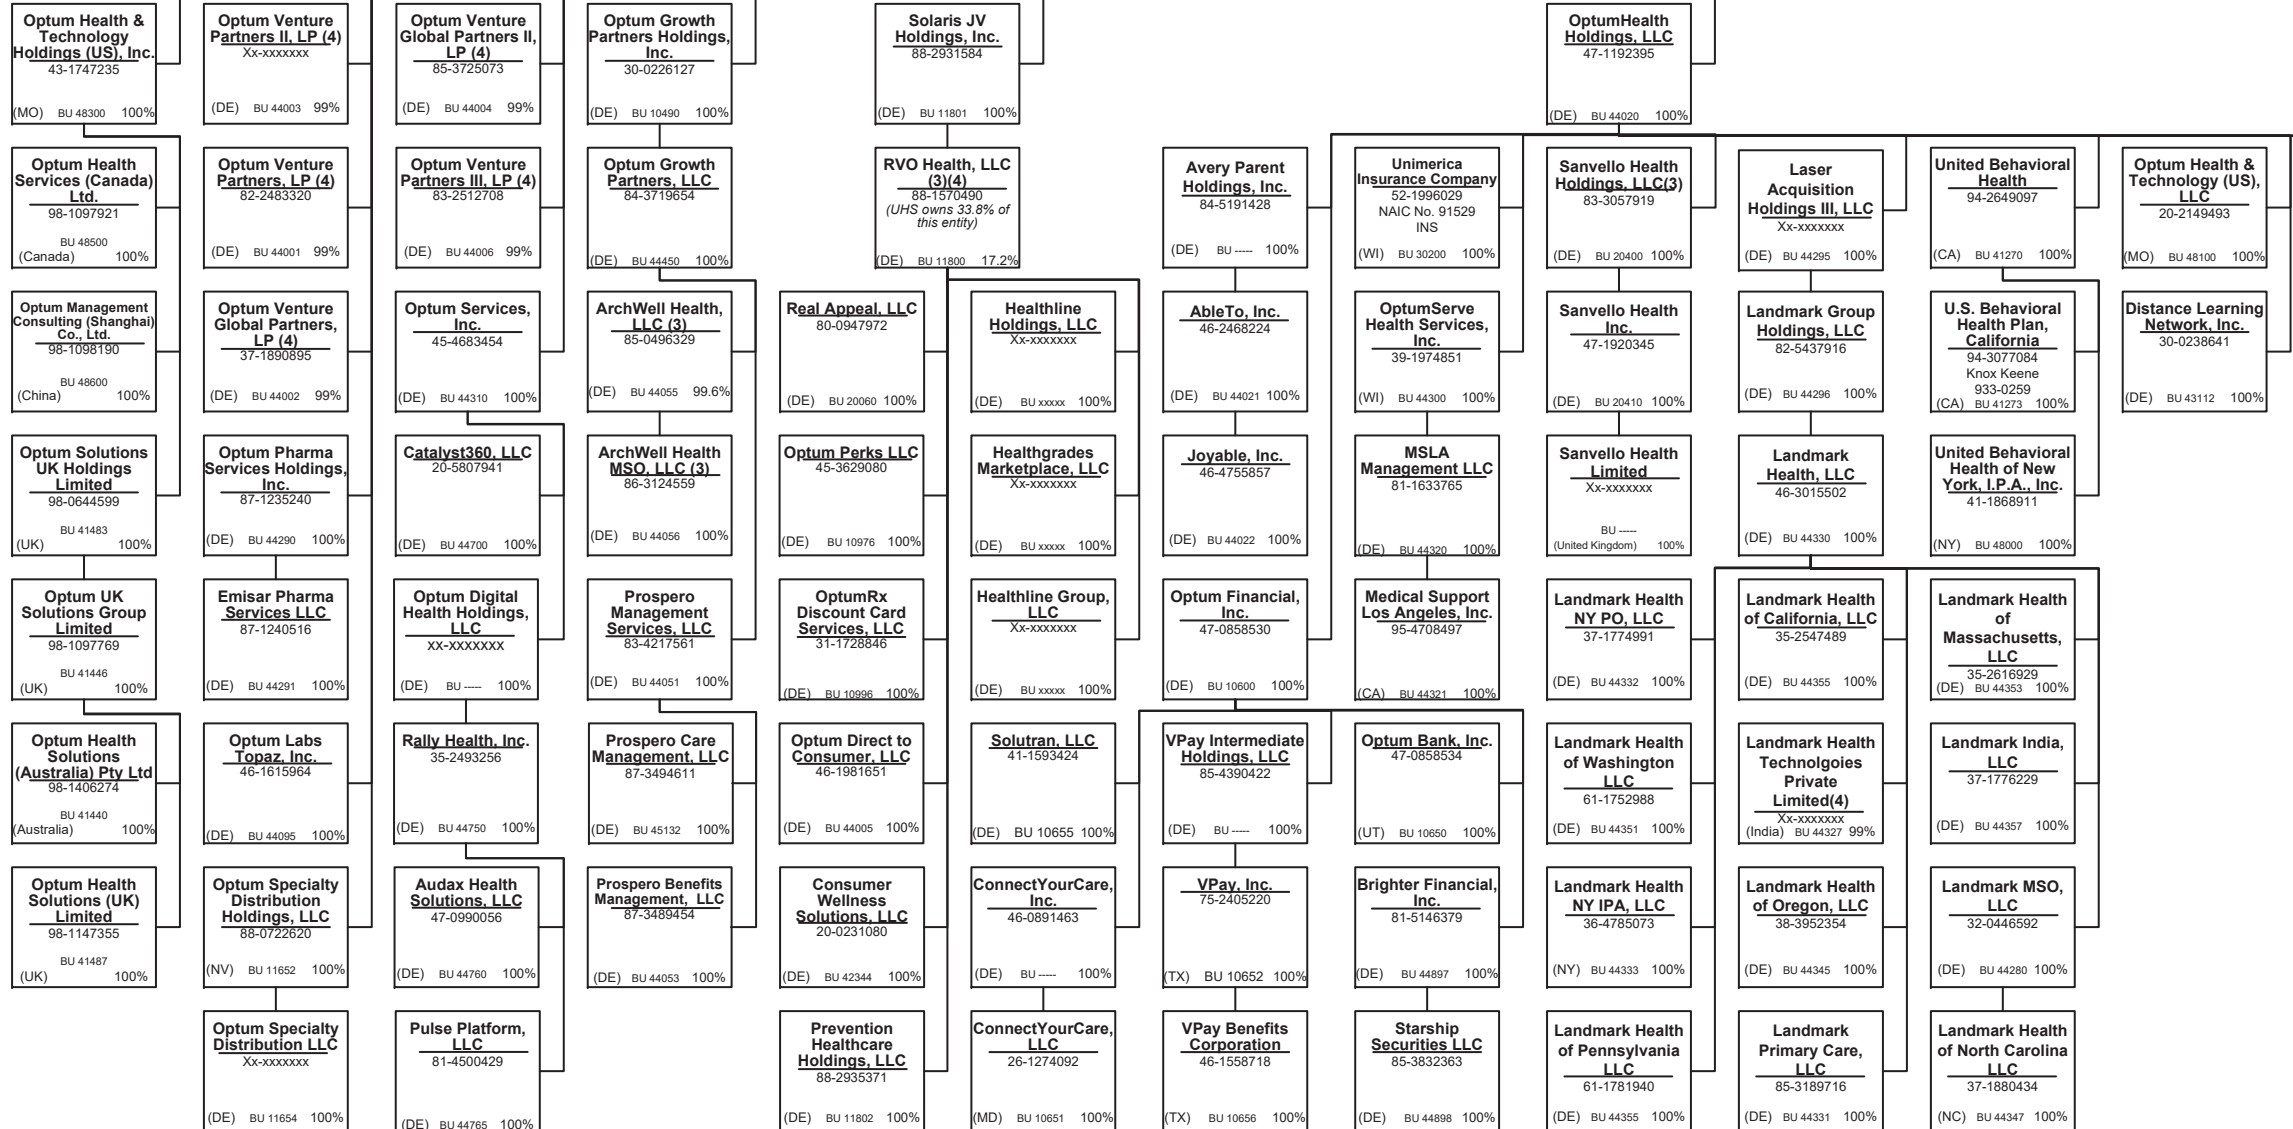 Optum Health &
Technology
Holdings (US), Inc.
43-1747235
(MO) BU 48300 100%
Optum Venture
Partners II, LP (4)
Xx-xxxxxxx
(DE) BU 44003 99%
Optum Venture
Global Partners II,
LP (4)
85-3725073
(DE) BU 44004 99%
Optum Growth
Partners Holdings,
Inc.
30-0226127
(DE) BU 10490 100%
Solaris JV
Holdings, Inc.
88-2931584
(DE) BU 11801 100%
OptumHealth
Holdings, LLC
47-1192395
(DE) BU 44020 100%
Optum Health
Services (Canada)
Ltd.
98-1097921
BU 48500
(Canada) 100%
Optum Venture
Partners, LP (4)
82-2483320
(DE) BU 44001 99%
Optum Venture
Partners III, LP (4)
83-2512708
(DE) BU 44006 99%
Optum Growth
Partners, LLC
84-3719654
(DE) BU 44450 100%
RVO Health, LLC
(3)(4)
88-1570490
(UHS owns 33.8% of
this entity)
(DE) BU 11800 17.2%
Avery Parent
Holdings, Inc.
84-5191428
(DE) BU ----- 100%
Unimerica
Insurance Company
52-1996029
NAIC No. 91529
INS
(WI) BU 30200 100%
Sanvello Health
Holdings, LLC(3)
83-3057919
(DE) BU 20400 100%
Laser
Acquisition
Holdings III, LLC
Xx-xxxxxxx
(DE) BU 44295 100%
United Behavioral
Health
94-2649097
(CA) BU 41270 100%
Optum Health &
Technology (US),
LLC
20-2149493
(MO) BU 48100 100%
Optum Management
Consulting (Shanghai)
Co., Ltd.
98-1098190
BU 48600
(China) 100%
Optum Venture
Global Partners,
LP (4)
37-1890895
(DE) BU 44002 99%
Optum Services,
Inc.
45-4683454
(DE) BU 44310 100%
ArchWell Health,
LLC (3)
85-0496329
(DE) BU 44055 99.6%
Real Appeal, LLC
80-0947972
(DE) BU 20060 100%
Healthline
Holdings, LLC
Xx-xxxxxxx
(DE) BU xxxxx 100%
AbleTo, Inc.
46-2468224
(DE) BU 44021 100%
OptumServe
Health Services,
Inc.
39-1974851
(WI) BU 44300 100%
Sanvello Health
Inc.
47-1920345
(DE) BU 20410 100%
Landmark Group
Holdings, LLC
82-5437916
(DE) BU 44296 100%
U.S. Behavioral
Health Plan,
California
94-3077084
Knox Keene
933-0259
(CA) BU 41273 100%
Distance Learning
Network, Inc.
30-0238641
(DE) BU 43112 100%
Optum Solutions
UK Holdings
Limited
98-0644599
BU 41483
(UK) 100%
Optum Pharma
Services Holdings,
Inc.
87-1235240
(DE) BU 44290 100%
Catalyst360, LLC
20-5807941
(DE) BU 44700 100%
ArchWell Health
MSO, LLC (3)
86-3124559
(DE) BU 44056 100%
Optum Perks LLC
45-3629080
(DE) BU 10976 100%
Healthgrades
Marketplace, LLC
Xx-xxxxxxx
(DE) BU xxxxx 100%
Joyable, Inc.
46-4755857
(DE) BU 44022 100%
MSLA
Management LLC
81-1633765
(DE) BU 44320 100%
Sanvello Health
Limited
Xx-xxxxxxx
BU -----
(United Kingdom) 100%
Landmark
Health, LLC
46-3015502
(DE) BU 44330 100%
United Behavioral
Health of New
York, I.P.A., Inc.
41-1868911
(NY) BU 48000 100%
Optum UK
Solutions Group
Limited
98-1097769
BU 41446
(UK) 100%
Emisar Pharma
Services LLC
87-1240516
(DE) BU 44291 100%
Optum Digital
Health Holdings,
LLC
xx-xxxxxxx
(DE) BU ----- 100%
Prospero
Management
Services, LLC
83-4217561
(DE) BU 44051 100%
OptumRx
Discount Card
Services, LLC
31-1728846
(DE) BU 10996 100%
Healthline Group,
LLC
Xx-xxxxxxx
(DE) BU xxxxx 100%
Optum Financial,
Inc.
47-0858530
(DE) BU 10600 100%
Medical Support
Los Angeles, Inc.
95-4708497
(CA) BU 44321 100%
Landmark Health
NY PO, LLC
37-1774991
(DE) BU 44332 100%
Landmark Health
of California, LLC
35-2547489
(DE) BU 44355 100%
Landmark Health
of
Massachusetts,
LLC
35-2616929
(DE) BU 44353 100%
Optum Health
Solutions
(Australia) Pty Ltd
98-1406274
BU 41440
(Australia) 100%
Optum Labs
Topaz, Inc.
46-1615964
(DE) BU 44095 100%
Rally Health, Inc.
35-2493256
(DE) BU 44750 100%
Prospero Care
Management, LLC
87-3494611
(DE) BU 45132 100%
Optum Direct to
Consumer, LLC
46-1981651
(DE) BU 44005 100%
Solutran, LLC
41-1593424
(DE) BU 10655 100%
VPay Intermediate
Holdings, LLC
85-4390422
(DE) BU ----- 100%
Optum Bank, Inc.
47-0858534
(UT) BU 10650 100%
Landmark Health
of Washington
LLC
61-1752988
(DE) BU 44351 100%
Landmark Health
Technolgoies
Private
Limited(4)
Xx-xxxxxxx
(India) BU 44327 99%
Landmark India,
LLC
37-1776229
(DE) BU 44357 100%
Optum Health
Solutions (UK)
Limited
98-1147355
BU 41487
(UK) 100%
Optum Specialty
Distribution
Holdings, LLC
88-0722620
(NV) BU 11652 100%
Audax Health
Solutions, LLC
47-0990056
(DE) BU 44760 100%
Prospero Benefits
Management, LLC
87-3489454
(DE) BU 44053 100%
Consumer
Wellness
Solutions, LLC
20-0231080
(DE) BU 42344 100%
ConnectYourCare,
Inc.
46-0891463
(DE) BU ----- 100%
VPay, Inc.
75-2405220
(TX) BU 10652 100%
Brighter Financial,
Inc.
81-5146379
(DE) BU 44897 100%
Landmark Health
NY IPA, LLC
36-4785073
(NY) BU 44333 100%
Landmark Health
of Oregon, LLC
38-3952354
(DE) BU 44345 100%
Landmark MSO,
LLC
32-0446592
(DE) BU 44280 100%
Optum Specialty
Distribution LLC
Xx-xxxxxxx
(DE) BU 11654 100%
Pulse Platform,
LLC
81-4500429
(DE) BU 44765 100%
Prevention
Healthcare
Holdings, LLC
88-2935371
(DE) BU 11802 100%
ConnectYourCare,
LLC
26-1274092
(MD) BU 10651 100%
VPay Benefits
Corporation
46-1558718
(TX) BU 10656 100%
Starship
Securities LLC
85-3832363
(DE) BU 44898 100%
Landmark Health
of Pennsylvania
LLC
61-1781940
(DE) BU 44355 100%
Landmark
Primary Care,
LLC
85-3189716
(DE) BU 44331 100%
Landmark Health
of North Carolina
LLC
37-1880434
(NC) BU 44347 100%